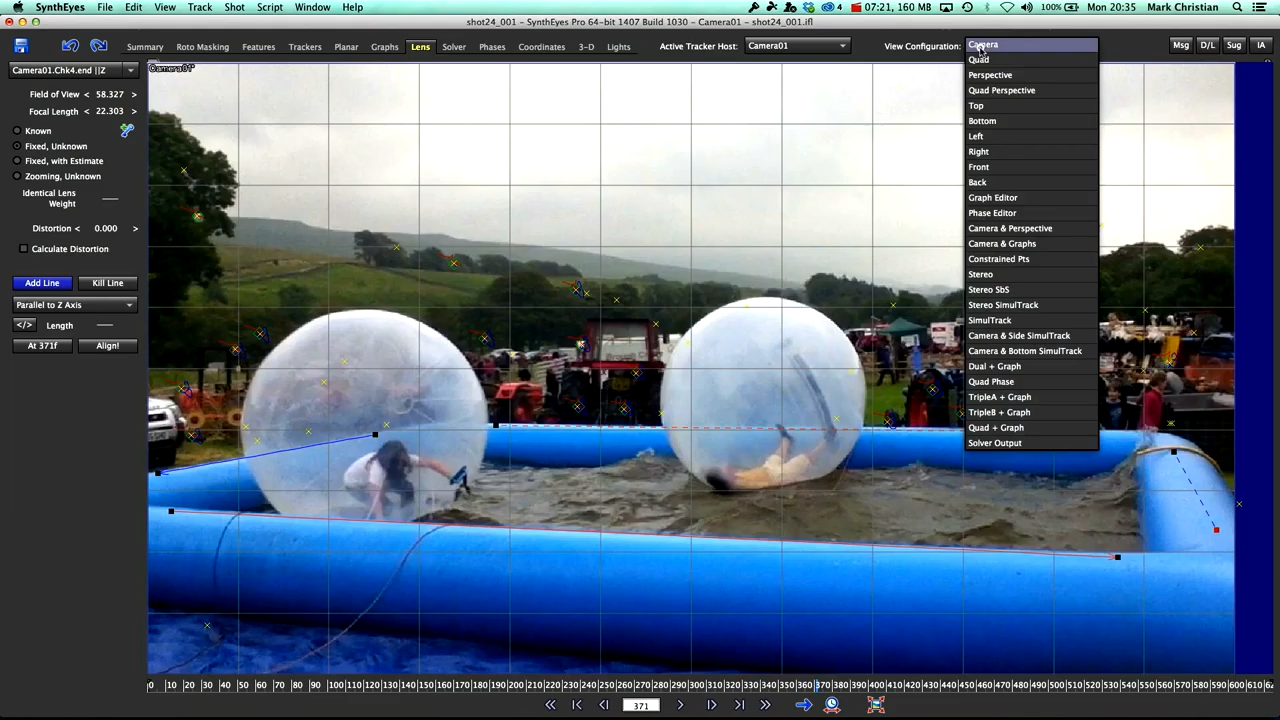 SynthEyes File Edit View Track Shot Script Window Help 4 07:21, 160 MB 100% Mon 20:35 Mark Christian
shot24_001 - SynthEyes Pro 64-bit 1407 Build 1030 - Camera01 - shot24_001.ifl
Summary Roto Masking Features Trackers Planar Graphs Lens Solver Phases Coordinates 3-D Lights Active Tracker Host: Camera01 View Configuration: Camera Msg D/L Sug IA
Camera01.Chk4.end ||Z
Camera01*
Field of View < 58.327 >
Focal Length < 22.303 >
Known
Fixed, Unknown
Fixed, with Estimate
Zooming, Unknown
Identical Lens
Weight
Distortion < 0.000 >
Calculate Distortion
Add Line Kill Line
Parallel to Z Axis
</> Length
At 371f Align!
Quad
Perspective
Quad Perspective
Top
Bottom
Left
Right
Front
Back
Graph Editor
Phase Editor
Camera & Perspective
Camera & Graphs
Constrained Pts
Stereo
Stereo SbS
Stereo SimulTrack
SimulTrack
Camera & Side SimulTrack
Camera & Bottom SimulTrack
Dual + Graph
Quad Phase
TripleA + Graph
TripleB + Graph
Quad + Graph
Solver Output
0 10 20 30 40 50 60 70 80 90 100 110 120 130 140 150 160 170 180 190 200 210 220 230 240 250 260 270 280 290 300 310 320 330 340 350 360 370 380 390 400 410 420 430 440 450 460 470 480 490 500 510 520 530 540 550 560 570 580 590 600 610
371